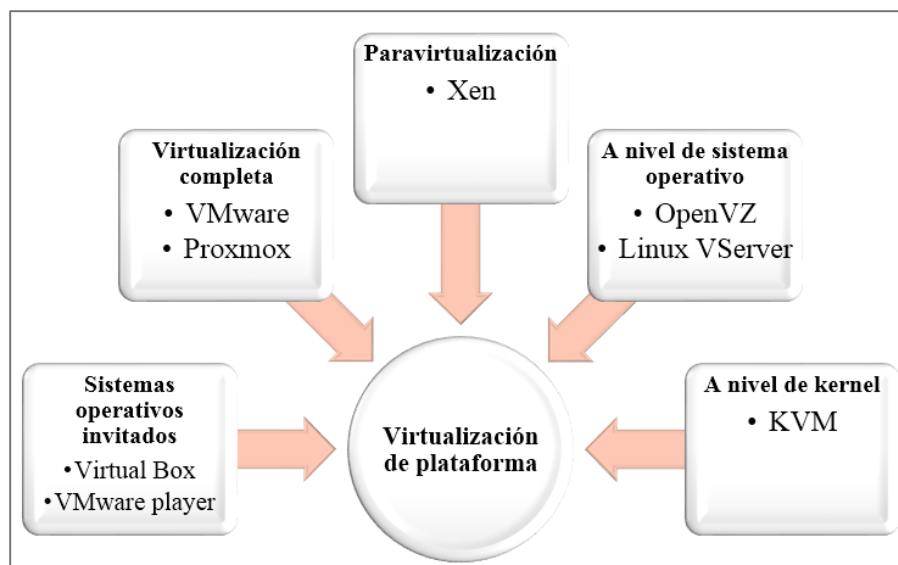 Paravirtualización
• Xen
Virtualización
completa
• VMware
• Proxmox
A nivel de sistema
operativo
• OpenVZ
• Linux VServer
Sistemas
operativos
invitados
•Virtual Box
•VMware player
Virtualización
de plataforma
A nivel de kernel
• KVM